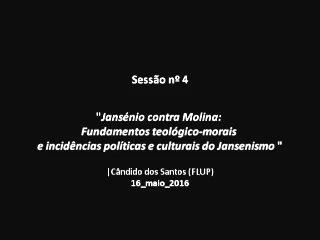 Sessão nº 4
"Jansénio contra Molina:
Fundamentos teológico-morais
e incidências políticas e culturais do Jansenismo "
|Cândido dos Santos (FLUP)
16_maio_2016